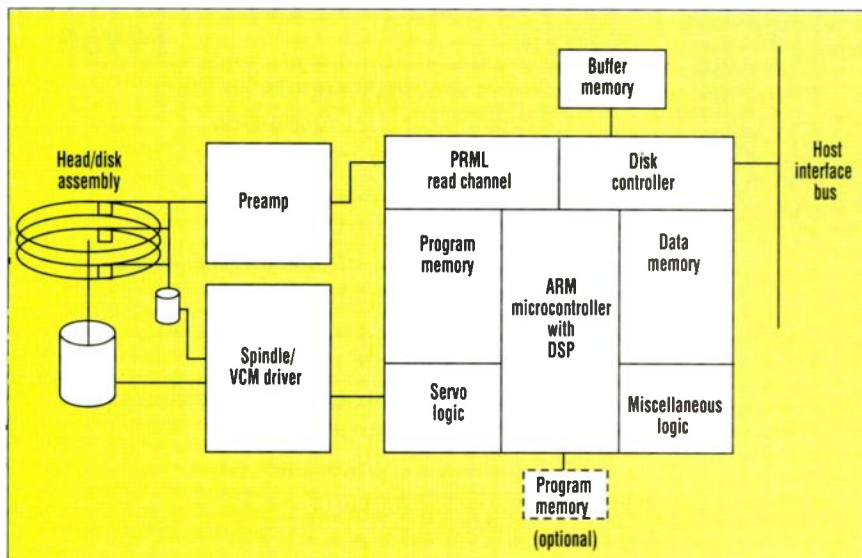 Buffer
memory
Head/disk
assembly
PRML
read channel
Disk
controller
Host
interface
bus
Preamp
Program
memory
Data
memory
ARM
microcontroller
with
DSP
Spindle/
VCM driver
Servo
logic
Miscellaneous
logic
Program
memory
(optional)